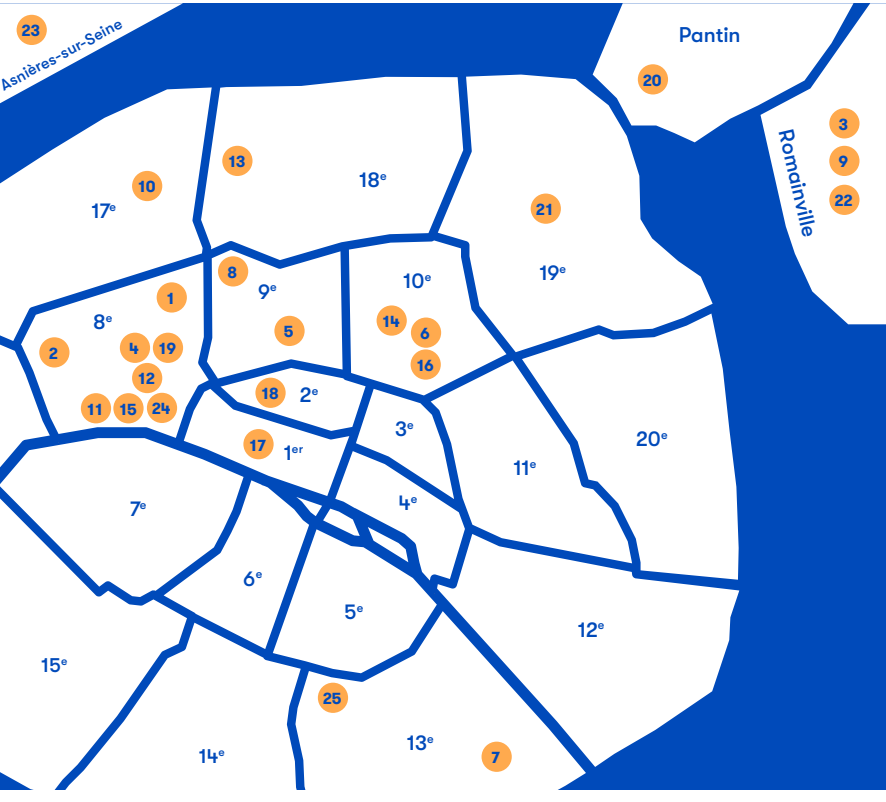 23
Asnières-sur-Seine
Pantin
20
3
9
22
Romainville
13
18ᵉ
10
17ᵉ
21
19ᵉ
8
9ᵉ
10ᵉ
1
8ᵉ
2
4
19
12
11
15
24
5
14
6
16
18
2ᵉ
17
1ᵉʳ
3ᵉ
4ᵉ
11ᵉ
20ᵉ
7ᵉ
6ᵉ
5ᵉ
12ᵉ
15ᵉ
14ᵉ
25
13ᵉ
7